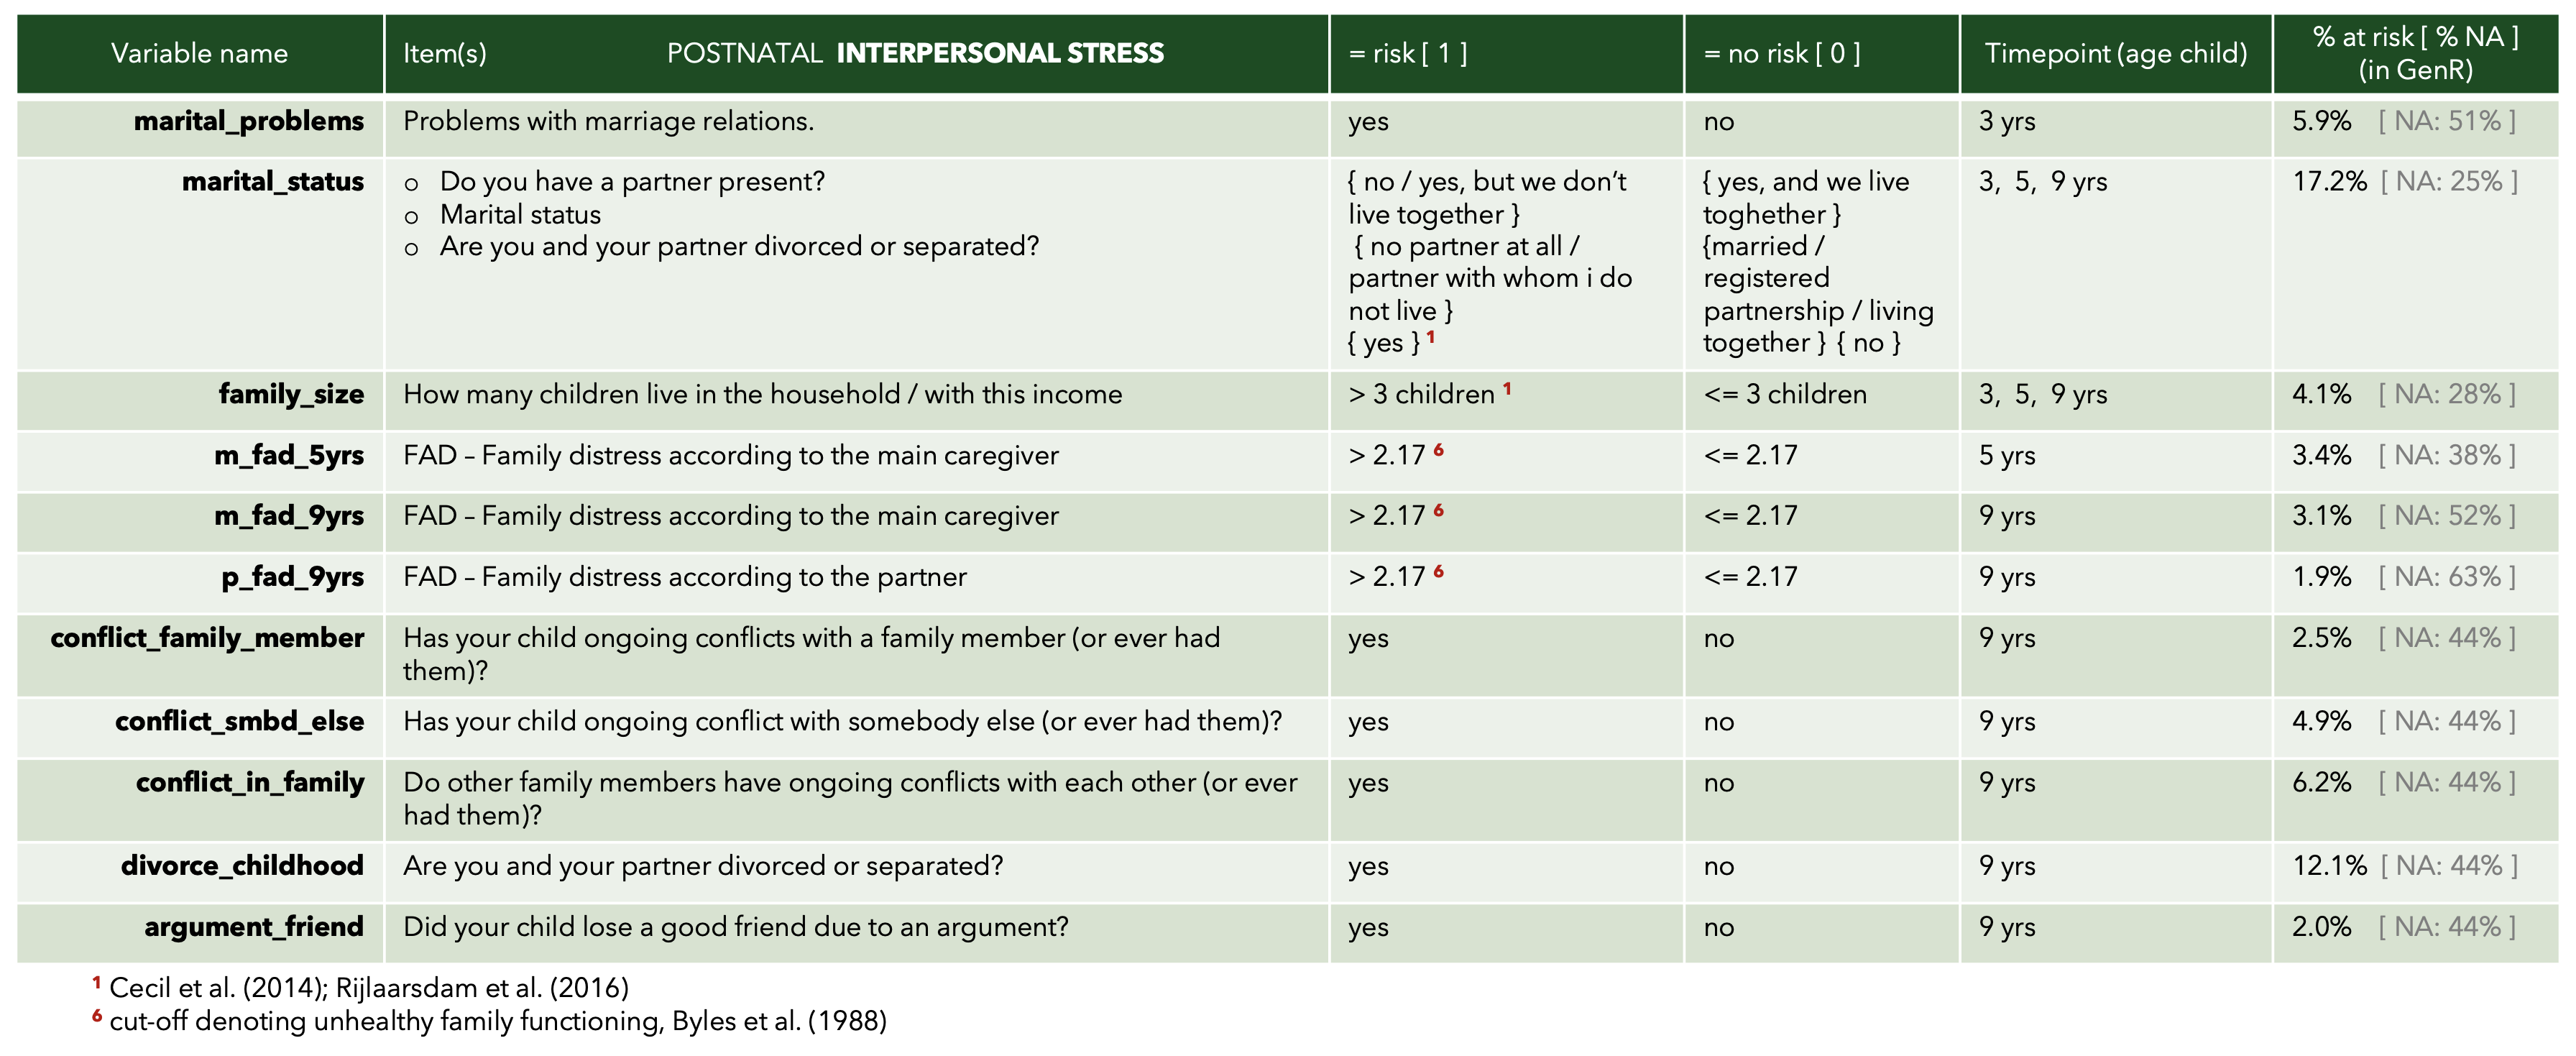 Variable name
Item(s) POSTNATAL INTERPERSONAL STRESS
= risk [ 1 ]
= no risk [ 0 ]
Timepoint (age child)
% at risk [ % NA ]
(in GenR)
marital_problems
Problems with marriage relations.
yes
no
3 yrs
5.9% [ NA: 51% ]
marital_status
o Do you have a partner present?
o Marital status
o Are you and your partner divorced or separated?
{ no / yes, but we don’t
live together }
{ no partner at all /
partner with whom i do
not live }
{ yes } 1
{ yes, and we live
toghether }
{married /
registered
partnership / living
together } { no }
3, 5, 9 yrs
17.2% [ NA: 25% ]
family_size
How many children live in the household / with this income
> 3 children 1
<= 3 children
3, 5, 9 yrs
4.1% [ NA: 28% ]
m_fad_5yrs
FAD – Family distress according to the main caregiver
> 2.17 6
<= 2.17
5 yrs
3.4% [ NA: 38% ]
m_fad_9yrs
FAD – Family distress according to the main caregiver
> 2.17 6
<= 2.17
9 yrs
3.1% [ NA: 52% ]
p_fad_9yrs
FAD – Family distress according to the partner
> 2.17 6
<= 2.17
9 yrs
1.9% [ NA: 63% ]
conflict_family_member
Has your child ongoing conflicts with a family member (or ever had
them)?
yes
no
9 yrs
2.5% [ NA: 44% ]
conflict_smbd_else
Has your child ongoing conflict with somebody else (or ever had them)?
yes
no
9 yrs
4.9% [ NA: 44% ]
conflict_in_family
Do other family members have ongoing conflicts with each other (or ever
had them)?
yes
no
9 yrs
6.2% [ NA: 44% ]
divorce_childhood
Are you and your partner divorced or separated?
yes
no
9 yrs
12.1% [ NA: 44% ]
argument_friend
Did your child lose a good friend due to an argument?
yes
no
9 yrs
2.0% [ NA: 44% ]
1 Cecil et al. (2014); Rijlaarsdam et al. (2016)
6 cut-off denoting unhealthy family functioning, Byles et al. (1988)